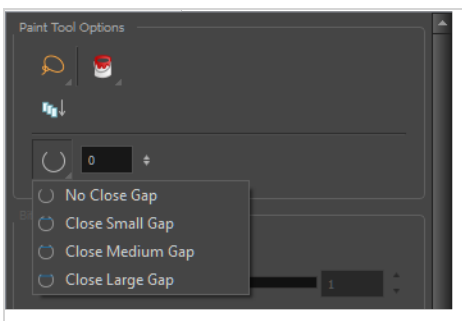 Paint Tool Options
0
No Close Gap
Close Small Gap
Close Medium Gap
Close Large Gap
1